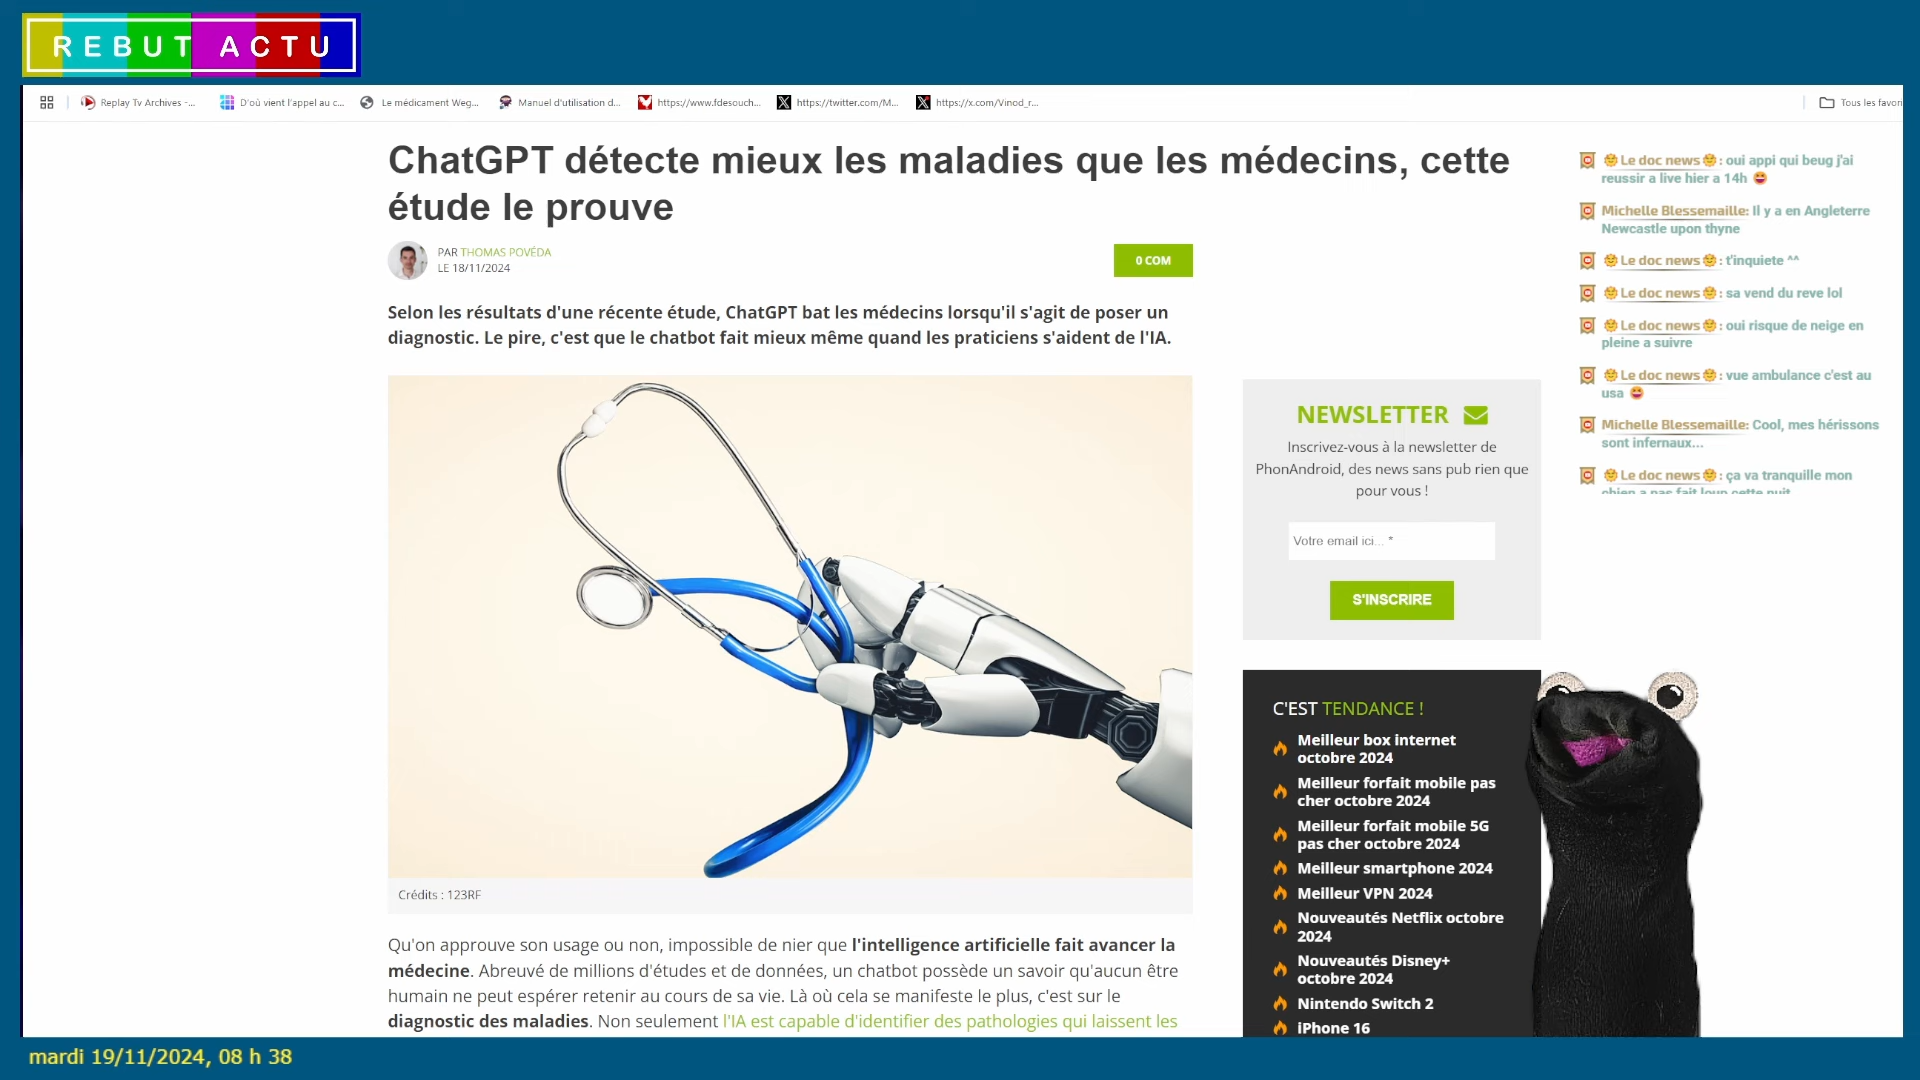 REBUT ACTU
Replay Tv Archives -...
D'où vient l'appel au c...
Le médicament Weg...
Manuel d'utilisation d...
https://www.fdesouch...
https://twitter.com/M...
https://x.com/Vinod_r...
Tous les favor
ChatGPT détecte mieux les maladies que les médecins, cette
étude le prouve
PAR THOMAS POVÉDA
LE 18/11/2024
0 COM
Selon les résultats d'une récente étude, ChatGPT bat les médecins lorsqu'il s'agit de poser un
diagnostic. Le pire, c'est que le chatbot fait mieux même quand les praticiens s'aident de l'IA.
Crédits : 123RF
Qu'on approuve son usage ou non, impossible de nier que l'intelligence artificielle fait avancer la
médecine. Abreuvé de millions d'études et de données, un chatbot possède un savoir qu'aucun être
humain ne peut espérer retenir au cours de sa vie. Là où cela se manifeste le plus, c'est sur le
diagnostic des maladies. Non seulement l'IA est capable d'identifier des pathologies qui laissent les
NEWSLETTER
Inscrivez-vous à la newsletter de
PhonAndroid, des news sans pub rien que
pour vous !
Votre email ici... *
S'INSCRIRE
C'EST TENDANCE !
Meilleur box internet
octobre 2024
Meilleur forfait mobile pas
cher octobre 2024
Meilleur forfait mobile 5G
pas cher octobre 2024
Meilleur smartphone 2024
Meilleur VPN 2024
Nouveautés Netflix octobre
2024
Nouveautés Disney+
octobre 2024
Nintendo Switch 2
iPhone 16
Le doc news : oui appi qui beug j'ai
reussir a live hier a 14h
Michelle Blessemaille: Il y a en Angleterre
Newcastle upon thyne
Le doc news : t'inquiete ^^
Le doc news : sa vend du reve lol
Le doc news : oui risque de neige en
pleine a suivre
Le doc news : vue ambulance c'est au
usa
Michelle Blessemaille: Cool, mes hérissons
sont infernaux...
Le doc news : ça va tranquille mon
chien a pas fait loup cette nuit
mardi 19/11/2024, 08 h 38